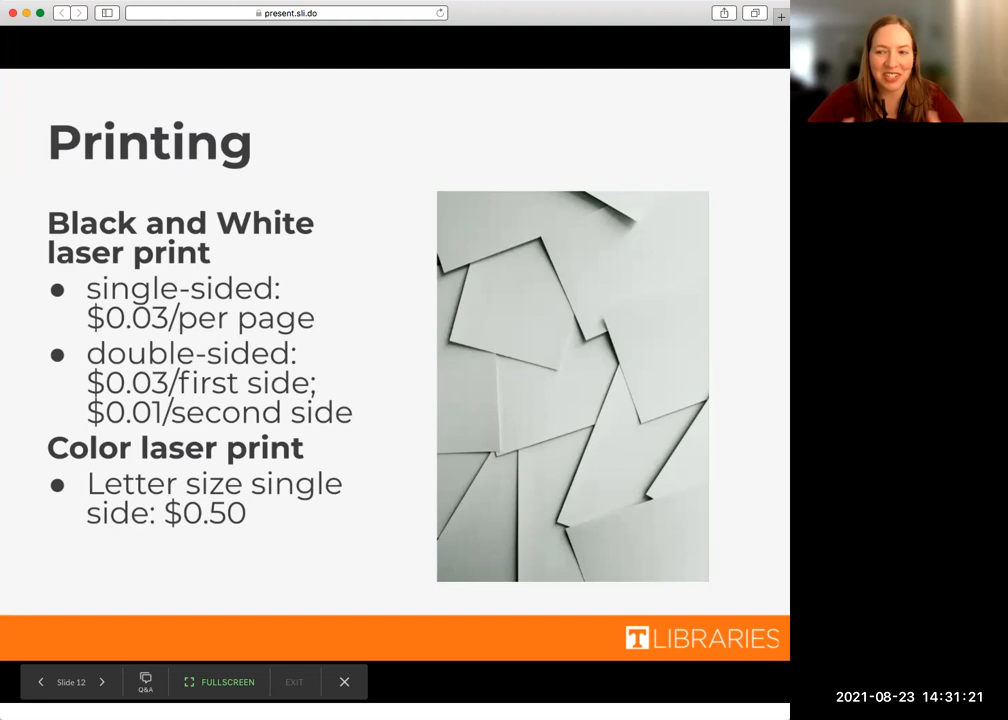 present.sli.do
Printing
Black and White
laser print
● single-sided:
$0.03/per page
● double-sided:
$0.03/first side;
$0.01/second side
Color laser print
● Letter size single
side: $0.50
T LIBRARIES
Slide 12
Q&A
FULLSCREEN
EXIT
2021-08-23 14:31:21